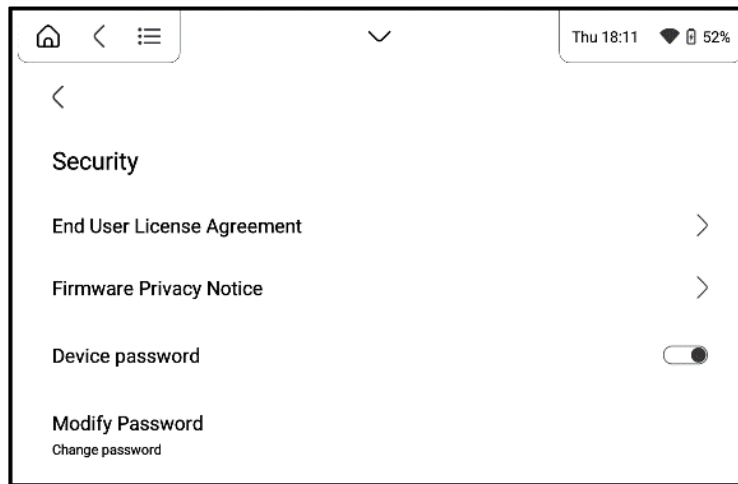 Thu 18:11 52%
Security
End User License Agreement
Firmware Privacy Notice
Device password
Modify Password
Change password